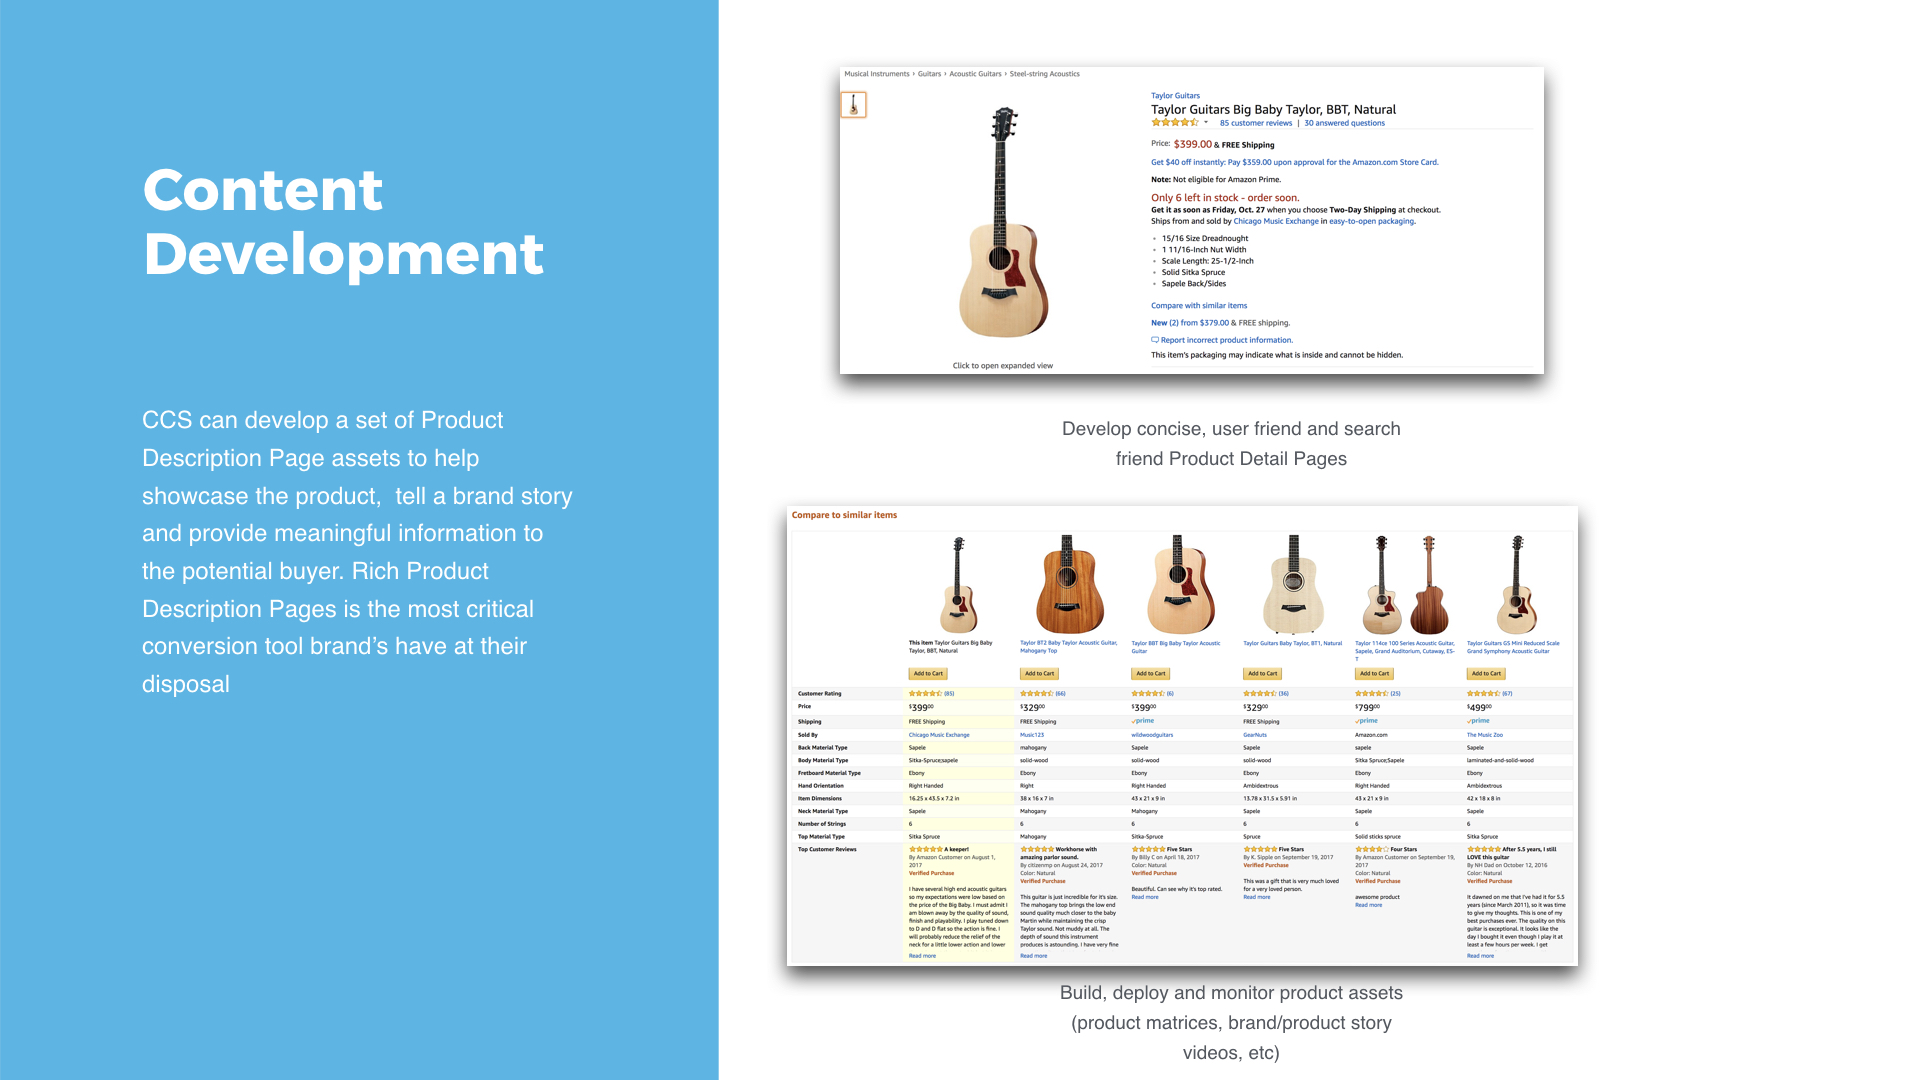 Content
Development
CCS can develop a set of Product
Description Page assets to help
showcase the product,  tell a brand story
and provide meaningful information to
the potential buyer. Rich Product
Description Pages is the most critical
conversion tool brand’s have at their
disposal
Musical Instruments › Guitars › Acoustic Guitars › Steel-string Acoustics
Taylor Guitars
Taylor Guitars Big Baby Taylor, BBT, Natural
85 customer reviews | 30 answered questions
Price: $399.00 & FREE Shipping
Get $40 off instantly: Pay $359.00 upon approval for the Amazon.com Store Card.
Note: Not eligible for Amazon Prime.
Only 6 left in stock - order soon.
Get it as soon as Friday, Oct. 27 when you choose Two-Day Shipping at checkout.
Ships from and sold by Chicago Music Exchange in easy-to-open packaging.
• 15/16 Size Dreadnought
• 1 11/16-Inch Nut Width
• Scale Length: 25-1/2-Inch
• Solid Sitka Spruce
• Sapele Back/Sides
Compare with similar items
New (2) from $379.00 & FREE shipping.
Report incorrect product information.
This item's packaging may indicate what is inside and cannot be hidden.
Click to open expanded view
Develop concise, user friend and search
friend Product Detail Pages
Compare to similar items
This item Taylor Guitars Big Baby Taylor BT2 Baby Taylor Acoustic Guitar, Taylor BBT Big Baby Taylor Acoustic Taylor Guitars Baby Taylor, BT1, Natural Taylor 114ce 100 Series Acoustic Guitar, Taylor Guitars GS Mini Reduced Scale
Taylor, BBT, Natural Mahogany Top Guitar Sapele, Grand Auditorium, Cutaway, ES- Grand Symphony Acoustic Guitar
T
Add to Cart Add to Cart Add to Cart Add to Cart Add to Cart Add to Cart
Customer Rating (85) (66) (6) (36) (25) (67)
Price $39900 $32900 $39900 $32900 $79900 $49900
Shipping FREE Shipping FREE Shipping prime FREE Shipping prime prime
Sold By Chicago Music Exchange Music123 wildwoodguitars GearNuts Amazon.com The Music Zoo
Back Material Type Sapele mahogany Sapele Sapele sapele Sapele
Body Material Type Sitka-Spruce;sapele solid-wood solid-wood solid-wood Sitka Spruce;Sapele laminated-and-solid-wood
Fretboard Material Type Ebony Ebony Ebony Ebony Ebony Ebony
Hand Orientation Right Handed Right Right Handed Ambidextrous Right Handed Ambidextrous
Item Dimensions 16.25 x 43.5 x 7.2 in 38 x 16 x 7 in 43 x 21 x 9 in 13.78 x 31.5 x 5.91 in 43 x 21 x 9 in 42 x 18 x 8 in
Neck Material Type Sapele Mahogany Mahogany Sapele Sapele Sapele
Number of Strings 6 6 6 6 6 6
Top Material Type Sitka Spruce Mahogany Sitka-Spruce Spruce Solid sticks spruce Sitka Spruce
Top Customer Reviews
A keeper!
By Amazon Customer on August 1,
2017
Verified Purchase
I have several high end acoustic guitars
so my expectations were low based on
the price of the Big Baby. I must admit I
am blown away by the quality of sound,
finish and playability. I play tuned down
to D and D flat so the action is fine. I
will probably reduce the relief of the
neck for a little lower action and lower
Read more
Workhorse with
amazing parlor sound.
By citizenmp on August 24, 2017
Color: Natural
Verified Purchase
This guitar is just incredible for it's size.
The mahogany top brings the low end
sound quality much closer to the baby
Martin while maintaining the crisp
Taylor sound. Not muddy at all. The
depth of sound this instrument
produces is astounding. I have very fine
Read more
Five Stars
By Billy C on April 18, 2017
Color: Natural
Verified Purchase
Beautiful. Can see why it's top rated.
Read more
Five Stars
By K. Sipple on September 19, 2017
Verified Purchase
This was a gift that is very much loved
for a very loved person.
Read more
Four Stars
By Amazon Customer on September 19,
2017
Color: Natural
Verified Purchase
awesome product
Read more
After 5.5 years, I still
LOVE this guitar
By NH Dad on October 12, 2016
Color: Natural
Verified Purchase
It dawned on me that I've had it for 5.5
years (since March 2011), so it was time
to give my thoughts. This is one of my
best purchases ever. The quality on this
guitar is exceptional. It looks like the
day I bought it even though I play it at
least a few hours per week. I get
Read more
Build, deploy and monitor product assets
(product matrices, brand/product story
videos, etc)